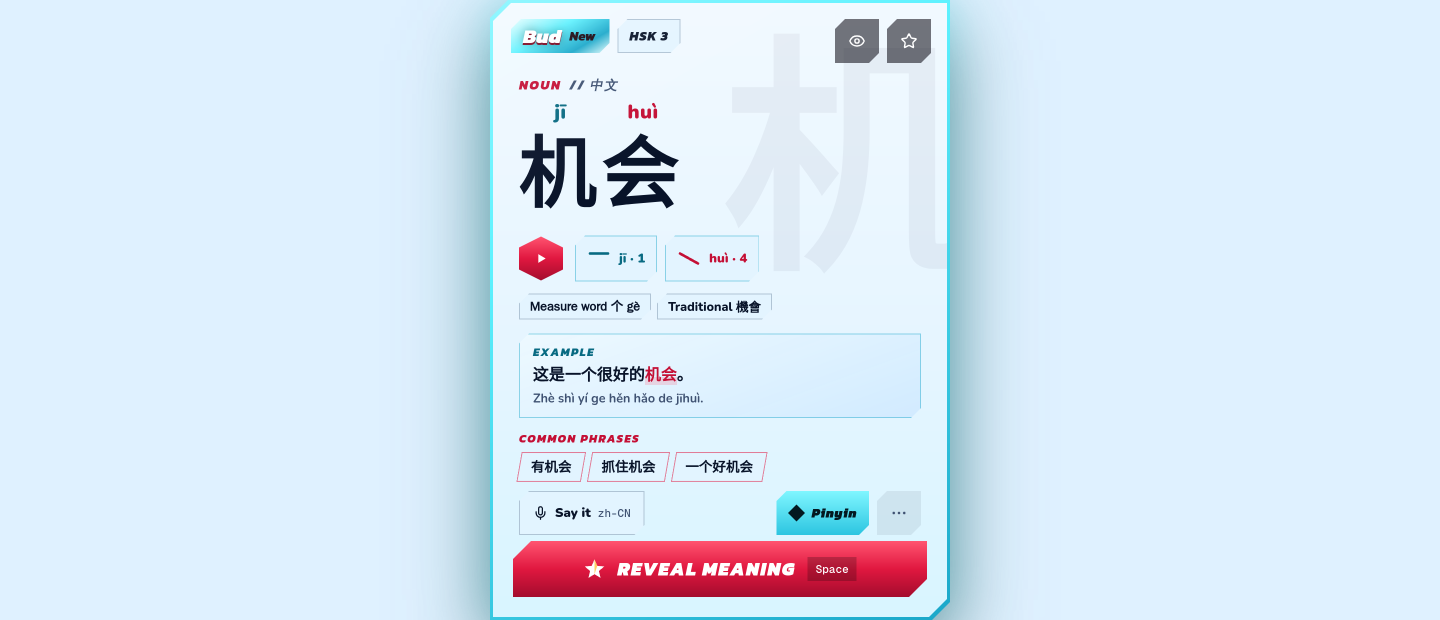 Bud New HSK 3
NOUN // 中文
jī huì
机会
机
jī · 1 huì · 4
Measure word 个 gè Traditional 機會
EXAMPLE
这是一个很好的机会。
Zhè shì yí ge hěn hǎo de jīhuì.
COMMON PHRASES
有机会 抓住机会 一个好机会
Say it zh-CN Pinyin ···
REVEAL MEANING Space